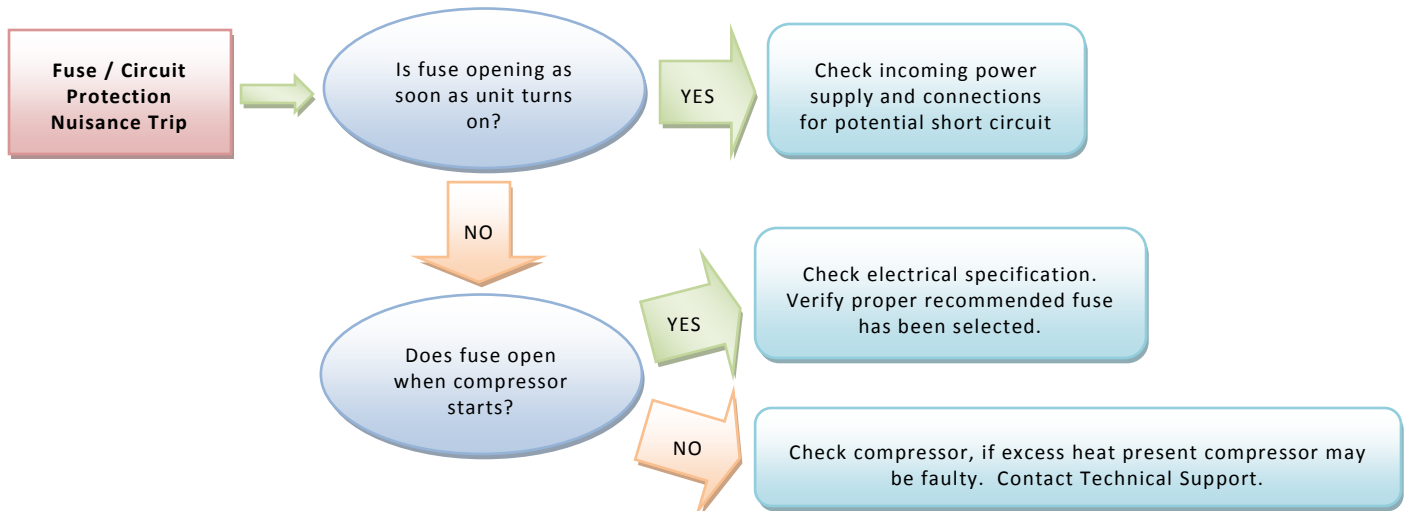 Fuse / Circuit
Protection
Nuisance Trip
Is fuse opening as
soon as unit turns
on?
YES
Check incoming power
supply and connections
for potential short circuit
NO
Does fuse open
when compressor
starts?
YES
Check electrical specification.
Verify proper recommended fuse
has been selected.
NO
Check compressor, if excess heat present compressor may
be faulty.  Contact Technical Support.